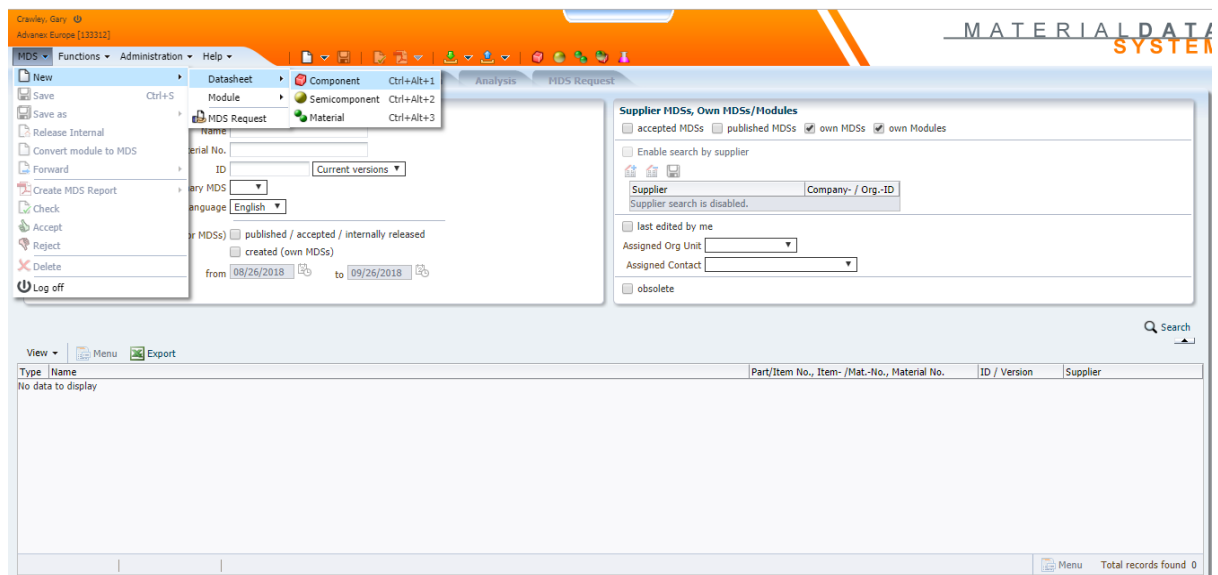 Crawley, Gary
Advanex Europe [133312]
MATERIAL DATA
SYSTEM
MDS Functions Administration Help
New
Save Ctrl+S
Save as
Release Internal
Convert module to MDS
Forward
Create MDS Report
Check
Accept
Reject
Delete
Log off
Datasheet
Module
MDS Request
Component Ctrl+Alt+1
Semicomponent Ctrl+Alt+2
Material Ctrl+Alt+3
Analysis MDS Request
Name
erial No.
ID Current versions
ary MDS
anguage English
or MDSs) published / accepted / internally released
created (own MDSs)
from 08/26/2018 to 09/26/2018
Supplier MDSs, Own MDSs/Modules
accepted MDSs published MDSs own MDSs own Modules
Enable search by supplier
Supplier Company- / Org.-ID
Supplier search is disabled.
last edited by me
Assigned Org Unit
Assigned Contact
obsolete
Search
View Menu Export
Type Name Part/Item No., Item- /Mat.-No., Material No. ID / Version Supplier
No data to display
Menu Total records found 0